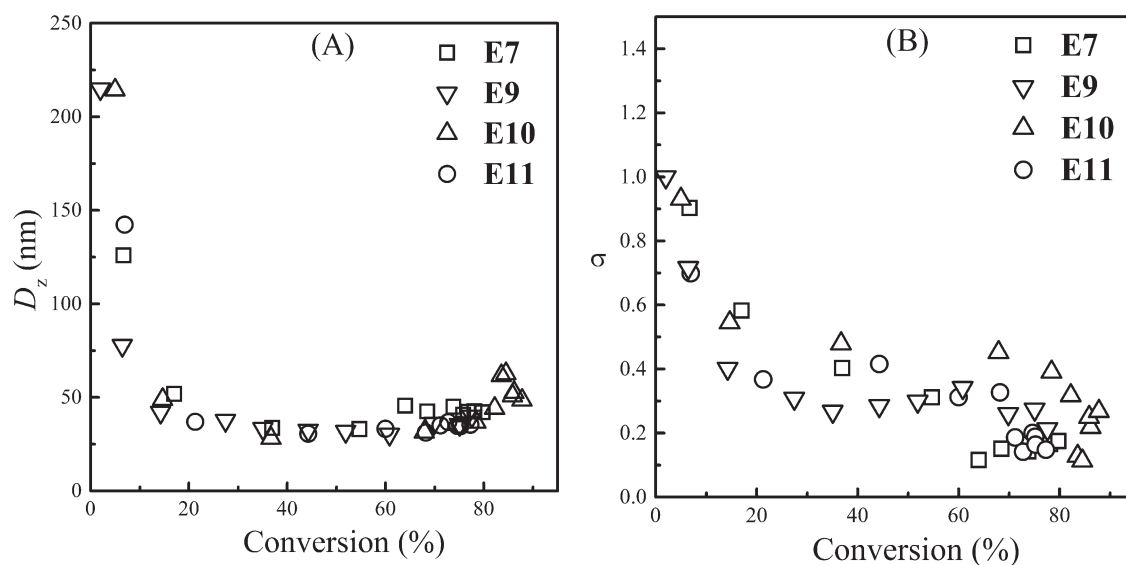 (A)
E7
E9
E10
E11
250
200
150
100
50
0
D_z (nm)
0 20 40 60 80
Conversion (%)
(B)
E7
E9
E10
E11
1.4
1.2
1.0
0.8
0.6
0.4
0.2
0.0
σ
0 20 40 60 80
Conversion (%)